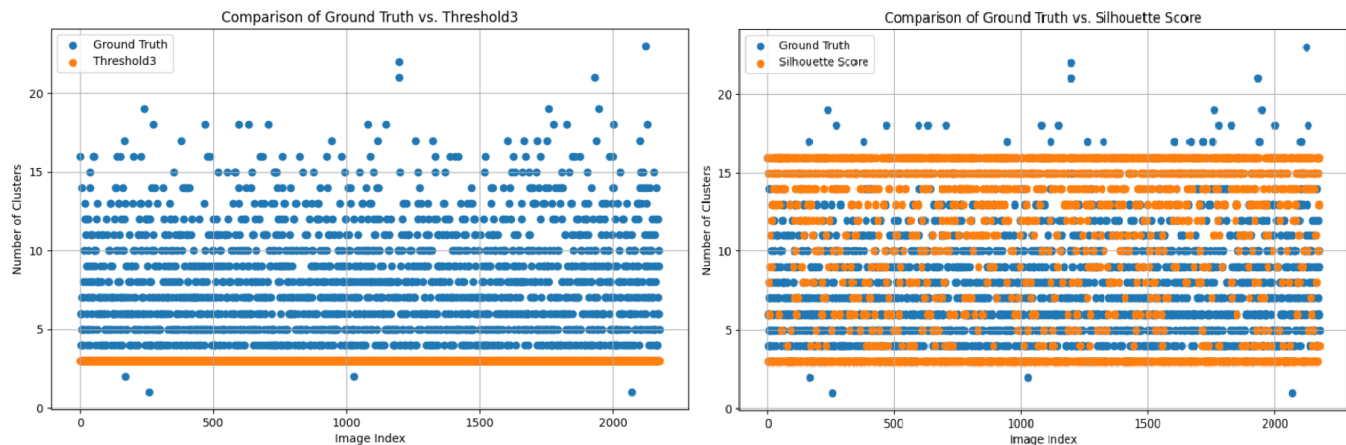 Comparison of Ground Truth vs. Threshold3
Ground Truth
Threshold3
Number of Clusters
20
15
10
5
0
0
500
1000
1500
2000
Image Index
Comparison of Ground Truth vs. Silhouette Score
Ground Truth
Silhouette Score
Number of Clusters
20
15
10
5
0
0
500
1000
1500
2000
Image Index